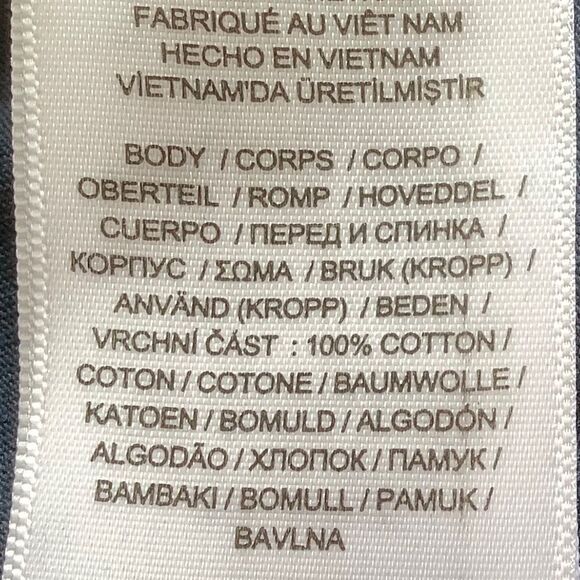 FABRIQUÉ AU VIÊT NAM
HECHO EN VIETNAM
VİETNAM'DA ÜRETİLMİŞTİR
BODY / CORPS / CORPO /
OBERTEIL / ROMP / HOVEDDEL /
CUERPO / ПЕРЕД И СПИНКА /
КОРПУС / ΣΩΜΑ / BRUK (KROPP) /
ANVÄND (KROPP) / BEDEN /
VRCHNÍ ČÁST : 100% COTTON /
COTON / COTONE / BAUMWOLLE /
KATOEN / BOMULD / ALGODÓN /
ALGODÃO / ХЛОПОК / ПАМУК /
BAMBAKI / BOMULL / PAMUK /
BAVLNA